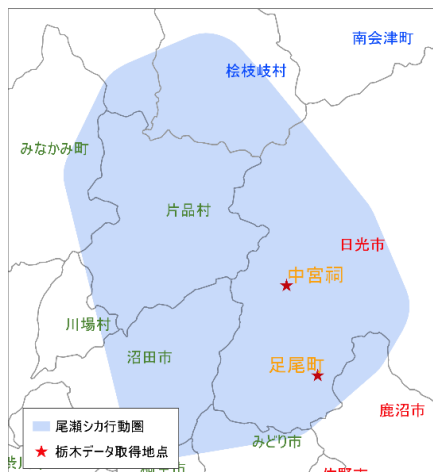 南会津町
桧枝岐村
みなかみ町
片品村
日光市
中宮祠
川場村
沼田市
足尾町
鹿沼市
みどり市
尾瀬シカ行動圏
栃木データ取得地点